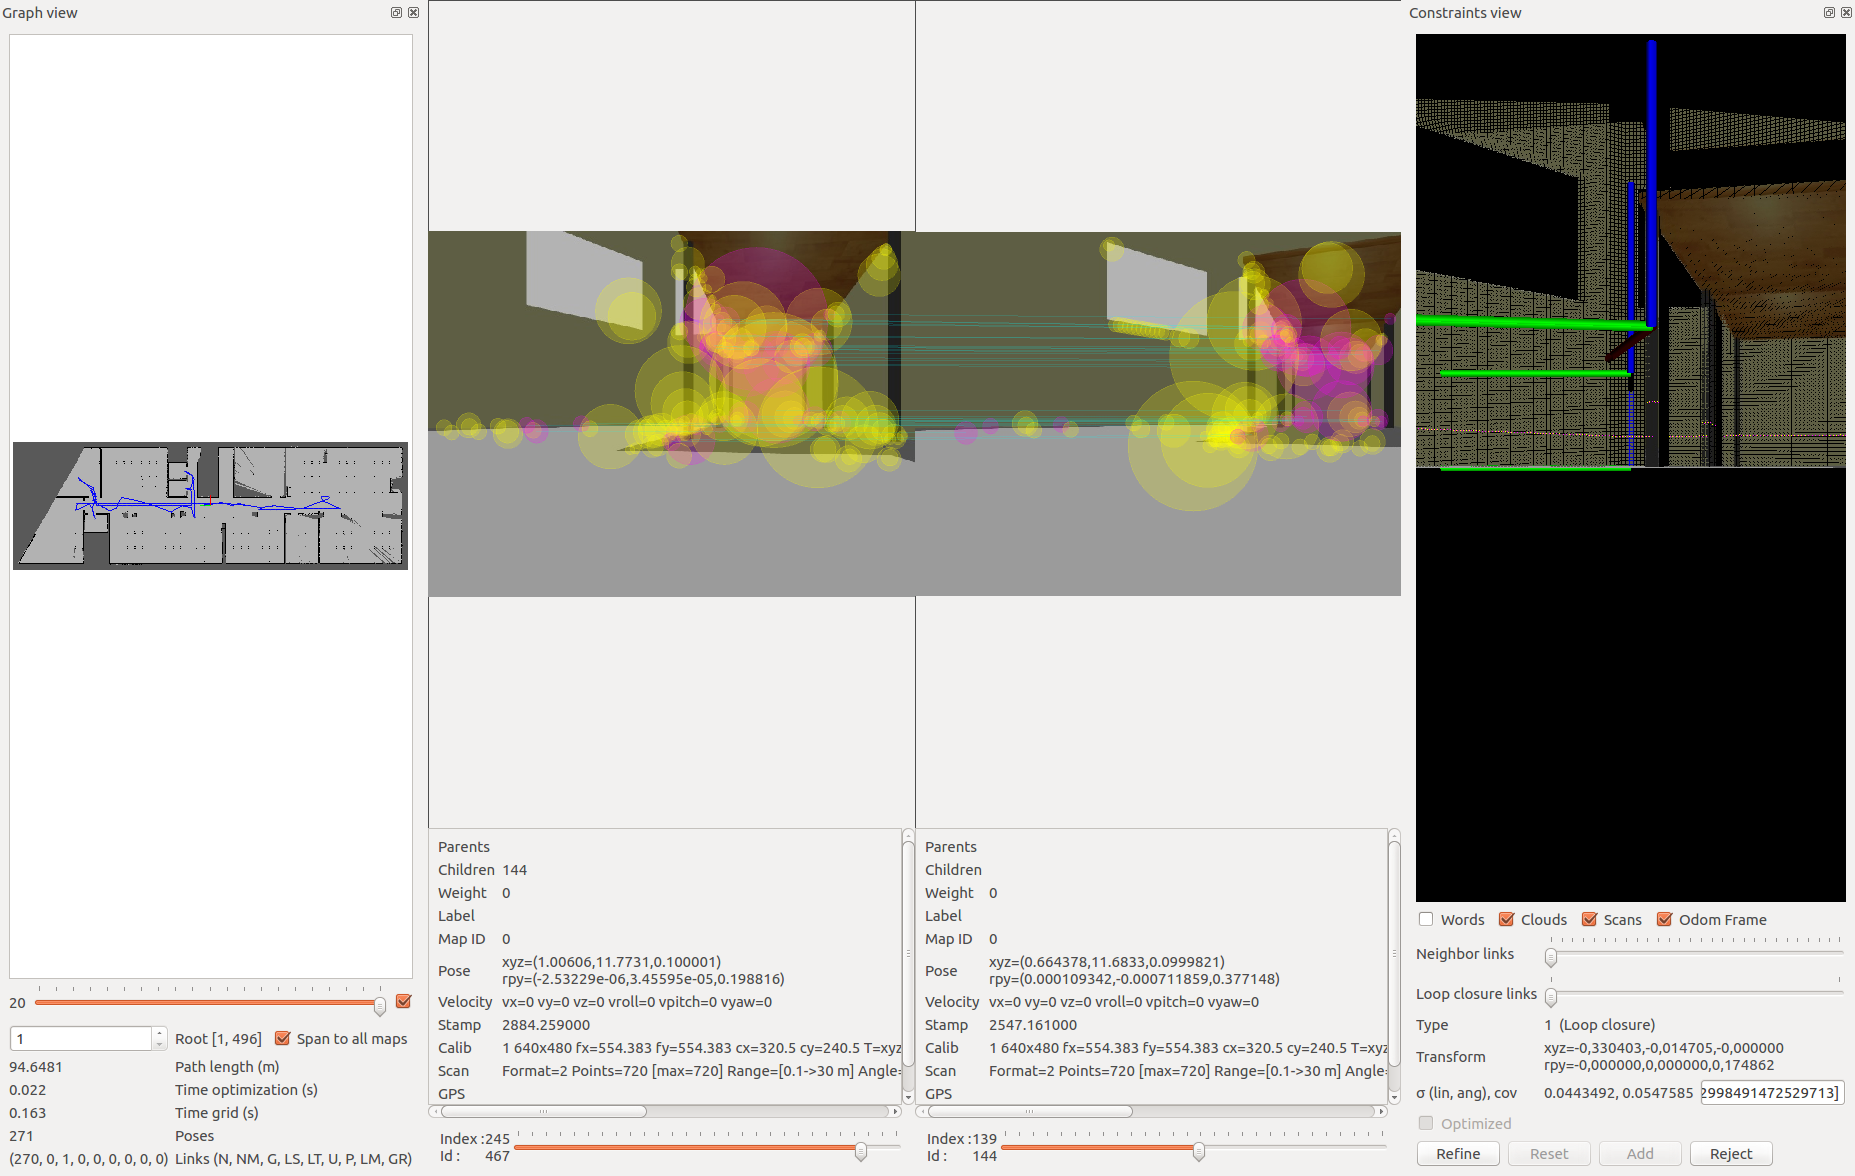 Graph view
20
1
Root [1, 496]
Span to all maps
94.6481 Path length (m)
0.022 Time optimization (s)
0.163 Time grid (s)
271 Poses
(270, 0, 1, 0, 0, 0, 0, 0, 0) Links (N, NM, G, LS, LT, U, P, LM, GR)
Parents
Children 144
Weight 0
Label
Map ID 0
Pose xyz=(1.00606,11.7731,0.100001)
rpy=(-2.53229e-06,3.45595e-05,0.198816)
Velocity vx=0 vy=0 vz=0 vroll=0 vpitch=0 vyaw=0
Stamp 2884.259000
Calib 1 640x480 fx=554.383 fy=554.383 cx=320.5 cy=240.5 T=xyz
Scan Format=2 Points=720 [max=720] Range=[0.1->30 m] Angle=
GPS
Index :245
Id : 467
Parents
Children
Weight 0
Label
Map ID 0
Pose xyz=(0.664378,11.6833,0.0999821)
rpy=(0.000109342,-0.000711859,0.377148)
Velocity vx=0 vy=0 vz=0 vroll=0 vpitch=0 vyaw=0
Stamp 2547.161000
Calib 1 640x480 fx=554.383 fy=554.383 cx=320.5 cy=240.5 T=xyz
Scan Format=2 Points=720 [max=720] Range=[0.1->30 m] Angle=
GPS
Index :139
Id : 144
Constraints view
Words Clouds Scans Odom Frame
Neighbor links
Loop closure links
Type 1 (Loop closure)
Transform xyz=-0,330403,-0,014705,-0,000000
rpy=-0,000000,0,000000,0,174862
σ (lin, ang), cov 0.0443492, 0.0547585 2998491472529713]
Optimized
Refine Reset Add Reject